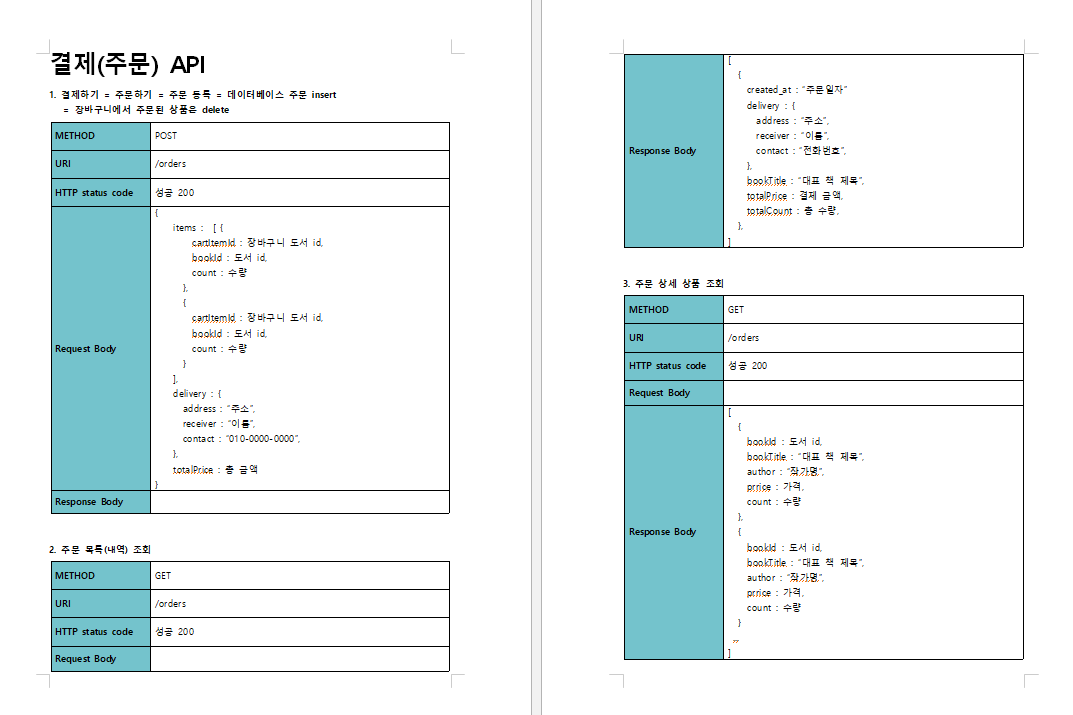 결제(주문) API
1. 결제하기 = 주문하기 = 주문 등록 = 데이터베이스 주문 insert
= 장바구니에서 주문된 상품은 delete
METHOD POST
URI /orders
HTTP status code 성공 200
Request Body
{
items : [ {
cartItemId : 장바구니 도서 id,
bookId : 도서 id,
count : 수량
},
{
cartItemId : 장바구니 도서 id,
bookId : 도서 id,
count : 수량
}
],
delivery : {
address : "주소",
receiver : "이름",
contact : "010-0000-0000",
},
totalPrice : 총 금액
}
Response Body
2. 주문 목록(내역) 조회
METHOD GET
URI /orders
HTTP status code 성공 200
Request Body
Response Body
[
{
created_at : "주문일자"
delivery : {
address : "주소",
receiver : "이름",
contact : "전화번호",
},
bookTitle : "대표 책 제목",
totalPrice : 결제 금액,
totalCount : 총 수량,
},
]
3. 주문 상세 상품 조회
METHOD GET
URI /orders
HTTP status code 성공 200
Request Body
Response Body
[
{
bookId : 도서 id,
bookTitle : "대표 책 제목",
author : "작가명",
prrice : 가격,
count : 수량
},
{
bookId : 도서 id,
bookTitle : "대표 책 제목",
author : "작가명",
prrice : 가격,
count : 수량
}
,,
]